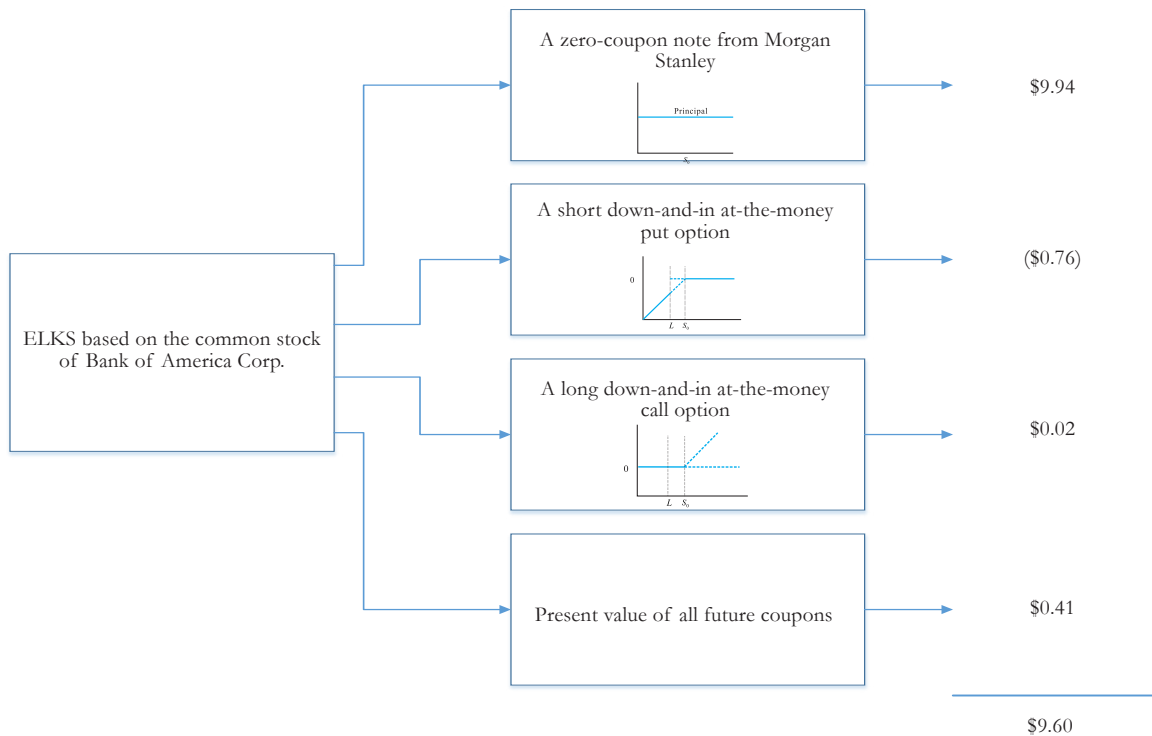 A zero-coupon note from Morgan
Stanley
Principal
S₀
$9.94
A short down-and-in at-the-money
put option
0
L S₀
($0.76)
ELKS based on the common stock
of Bank of America Corp.
A long down-and-in at-the-money
call option
0
L S₀
$0.02
Present value of all future coupons
$0.41
$9.60